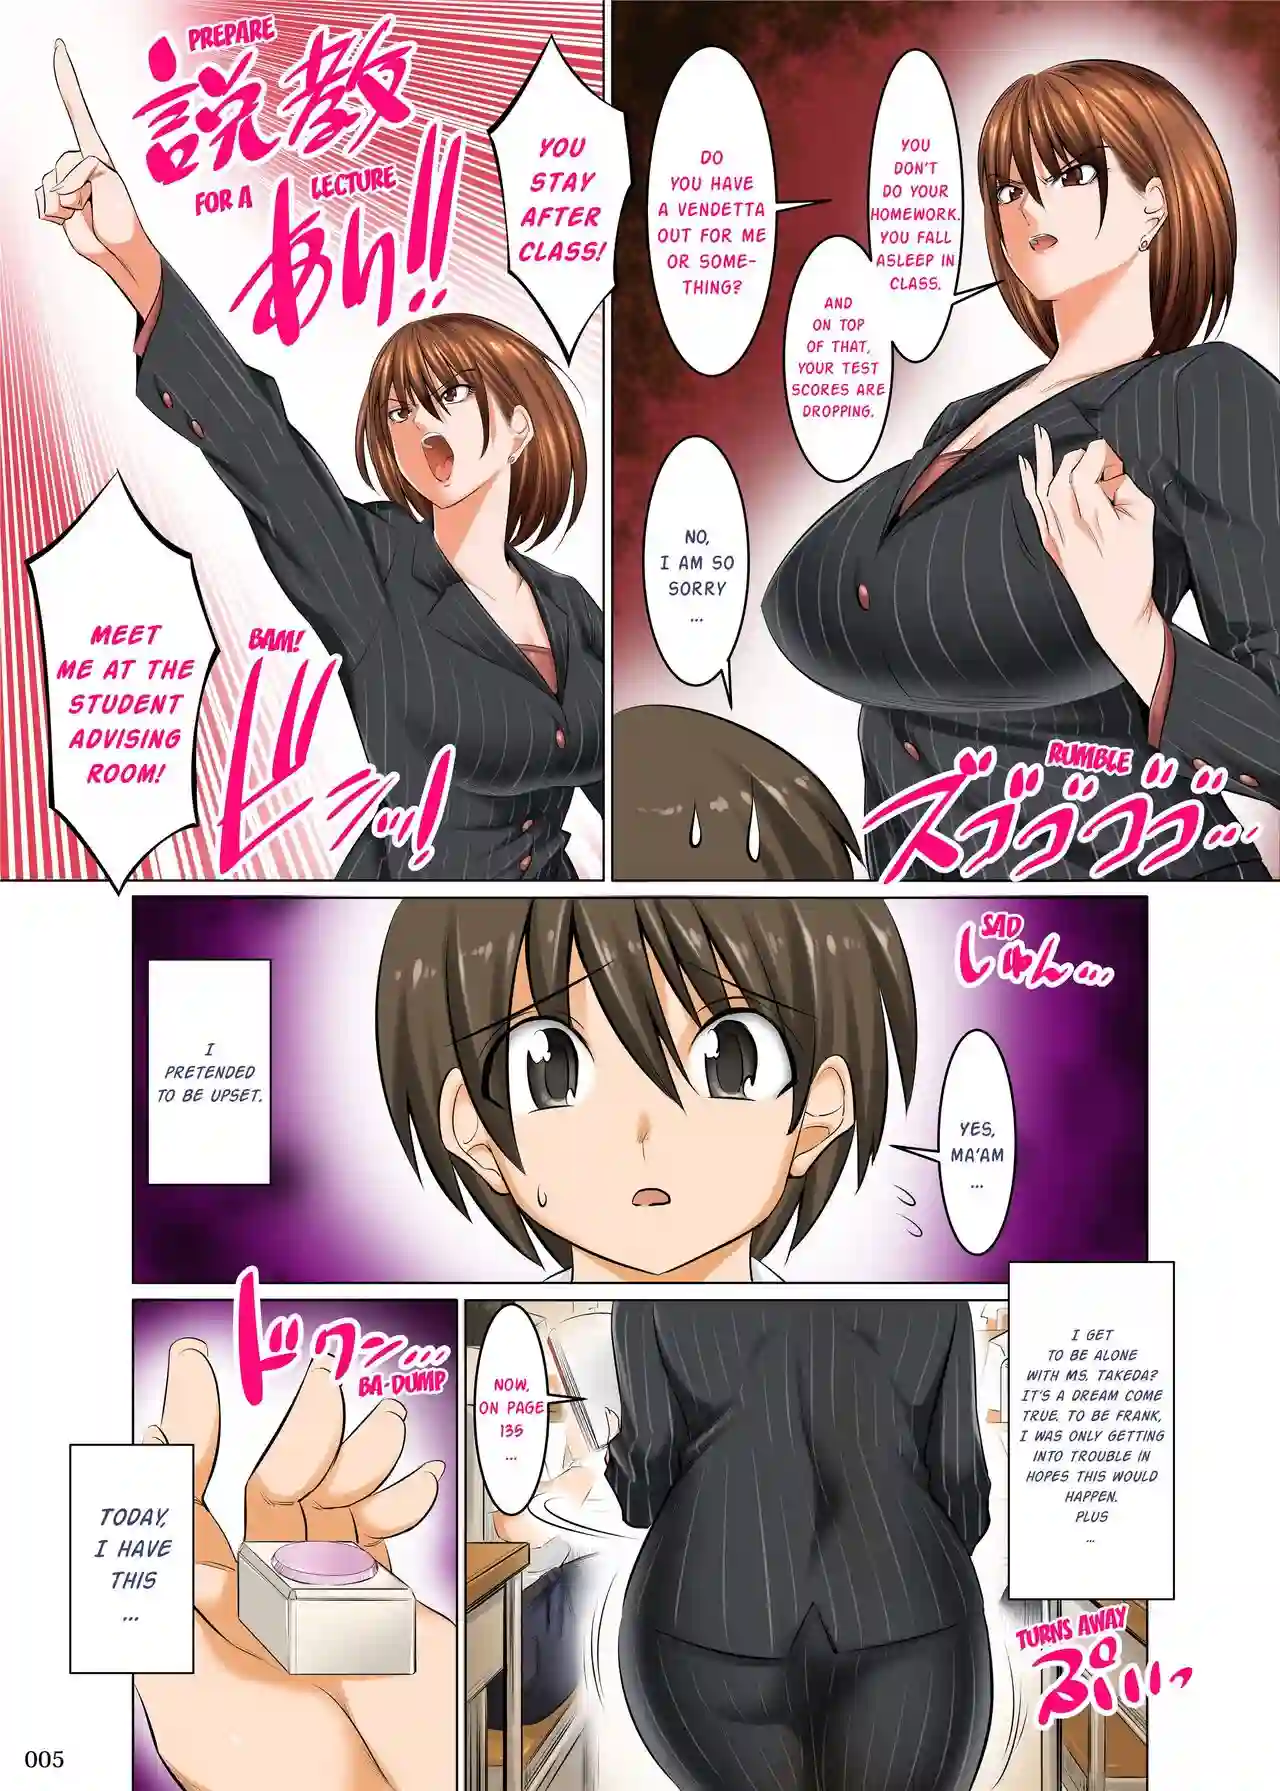 YOU
DON'T
DO YOUR
HOMEWORK.
YOU FALL
ASLEEP IN
CLASS.
AND
ON TOP
OF THAT,
YOUR TEST
SCORES ARE
DROPPING.
DO
YOU HAVE
A VENDETTA
OUT FOR ME
OR SOME-
THING?
NO,
I AM SO
SORRY
...
RUMBLE
ズゴゴゴゴ...
YOU
STAY
AFTER
CLASS!
PREPARE
FOR A
LECTURE
説教
あり!!
MEET
ME AT THE
STUDENT
ADVISING
ROOM!
BAM!
ビシッ!
SAD
しゅん...
I
PRETENDED
TO BE UPSET.
YES,
MA'AM
...
I GET
TO BE ALONE
WITH MS. TAKEDA?
IT'S A DREAM COME
TRUE. TO BE FRANK,
I WAS ONLY GETTING
INTO TROUBLE IN
HOPES THIS WOULD
HAPPEN.
PLUS
...
NOW,
ON PAGE
135
...
TURNS AWAY
ぷいっ
ドクン...
BA-DUMP
TODAY,
I HAVE
THIS
...
005